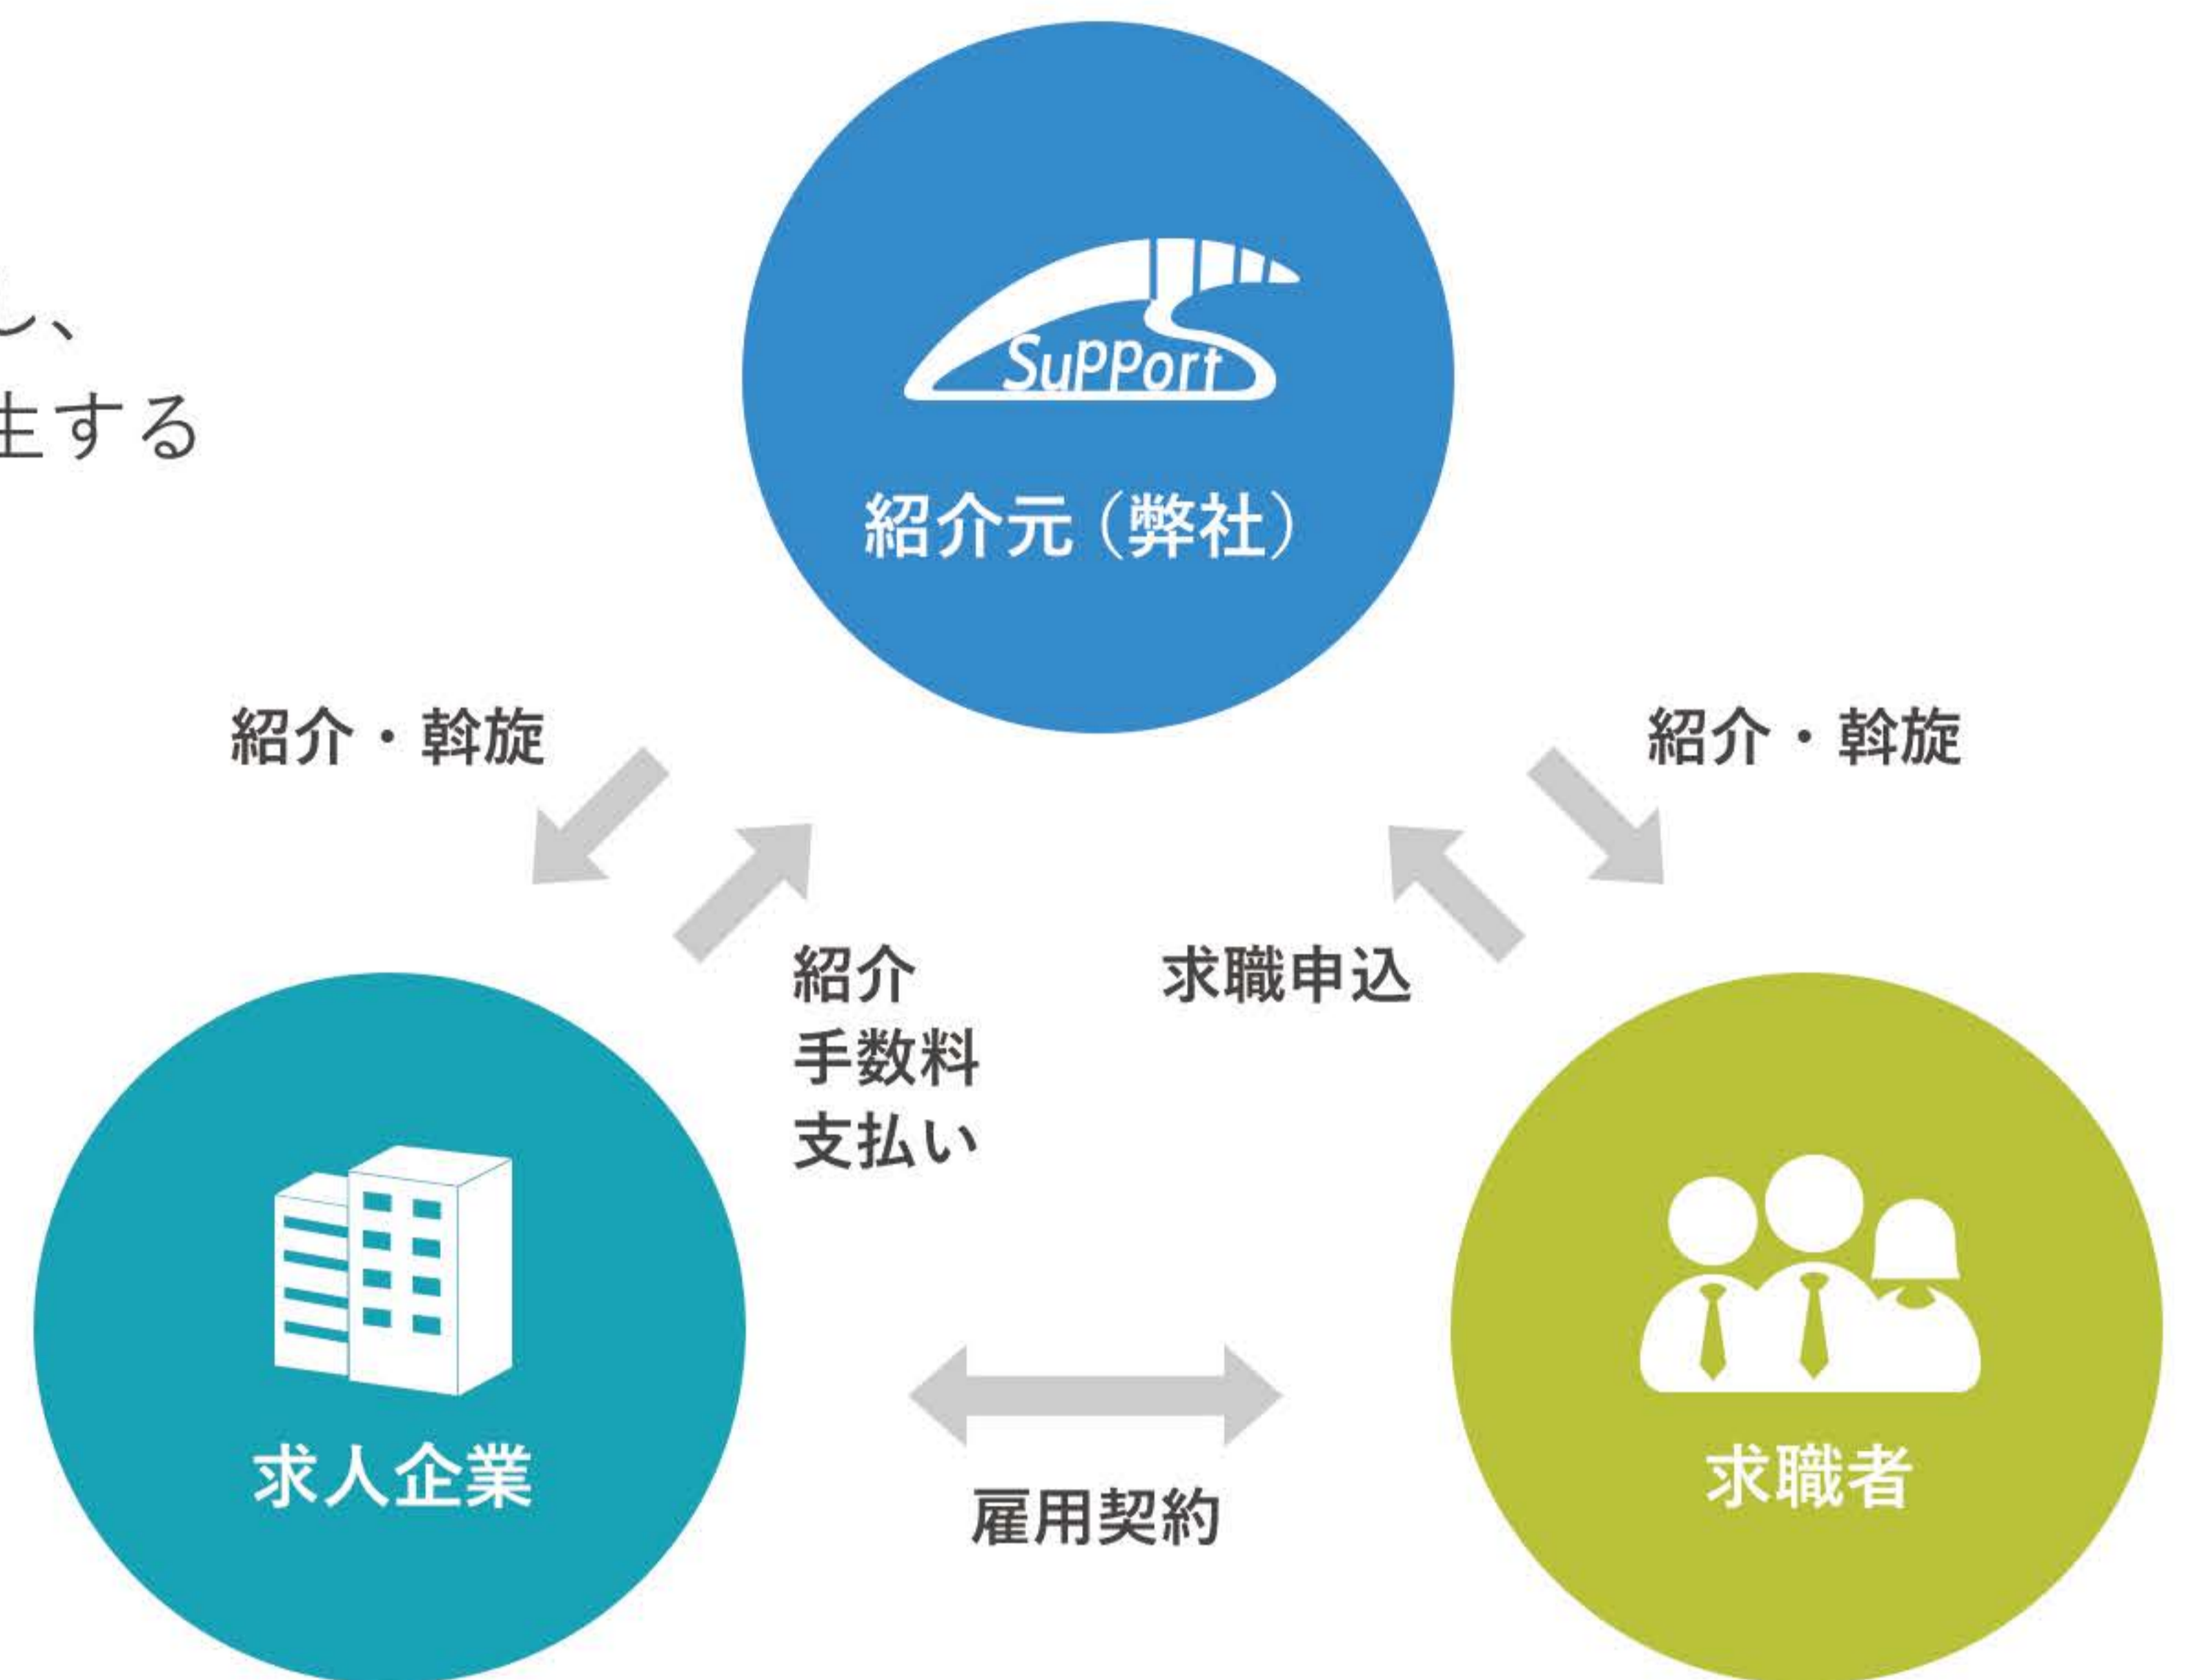 し、
生する
Support
紹介元（弊社）
紹介・斡旋
紹介・斡旋
紹介
手数料
支払い
求職申込
求人企業
雇用契約
求職者